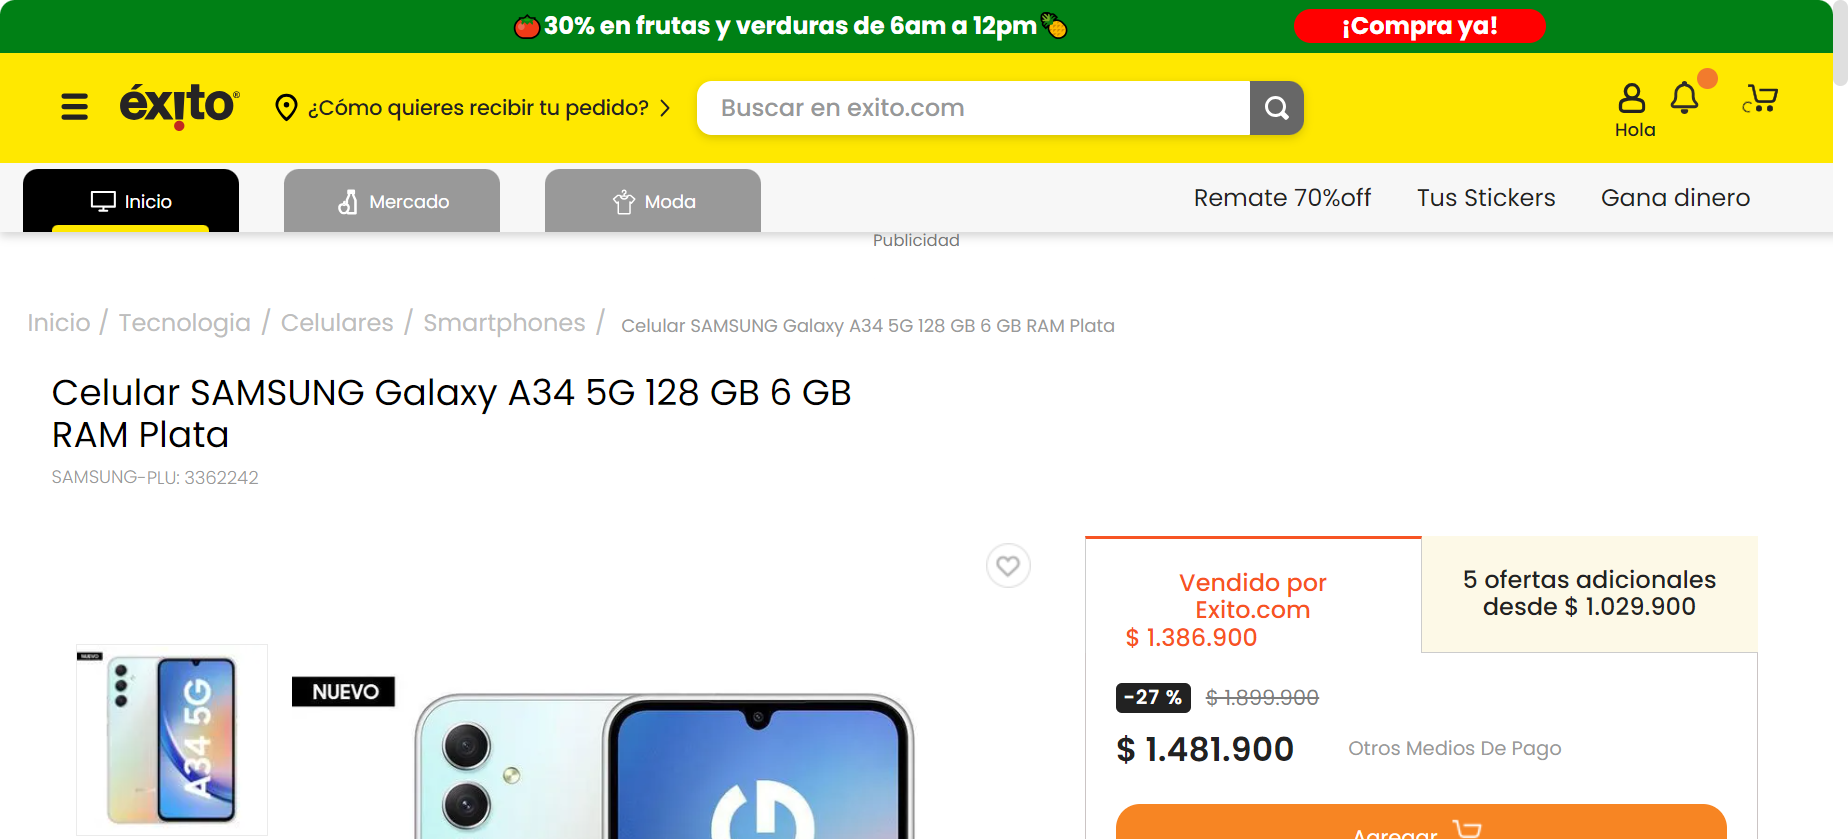 30% en frutas y verduras de 6am a 12pm
¡Compra ya!
éxito®
¿Cómo quieres recibir tu pedido?
Buscar en exito.com
Hola
Inicio
Mercado
Moda
Remate 70%off
Tus Stickers
Gana dinero
Publicidad
Inicio / Tecnologia / Celulares / Smartphones / Celular SAMSUNG Galaxy A34 5G 128 GB 6 GB RAM Plata
Celular SAMSUNG Galaxy A34 5G 128 GB 6 GB
RAM Plata
SAMSUNG-PLU: 3362242
Vendido por
Exito.com
$ 1.386.900
5 ofertas adicionales
desde $ 1.029.900
NUEVO
A34 5G
NUEVO
G
-27 % $ 1.899.900
$ 1.481.900
Otros Medios De Pago
Agregar